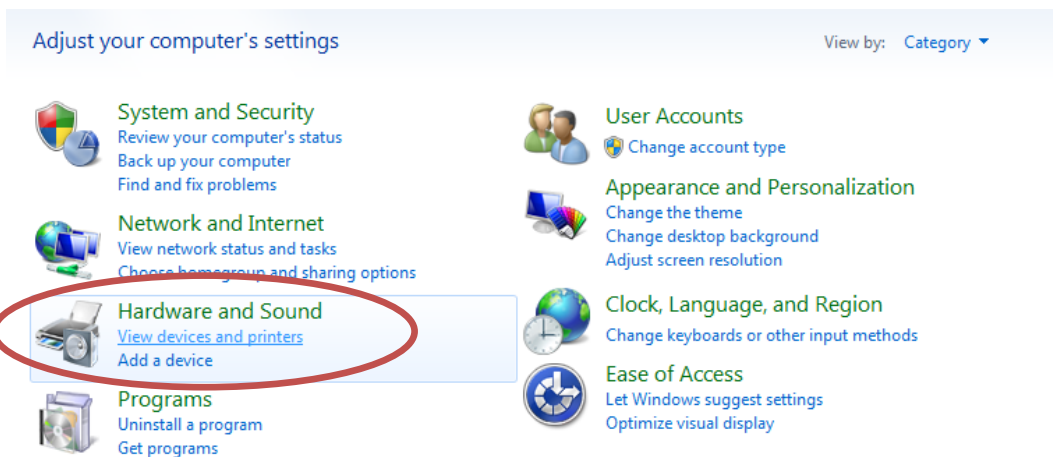 Adjust your computer's settings
View by: Category
System and Security
Review your computer's status
Back up your computer
Find and fix problems
Network and Internet
View network status and tasks
Choose homegroup and sharing options
Hardware and Sound
View devices and printers
Add a device
Programs
Uninstall a program
Get programs
User Accounts
Change account type
Appearance and Personalization
Change the theme
Change desktop background
Adjust screen resolution
Clock, Language, and Region
Change keyboards or other input methods
Ease of Access
Let Windows suggest settings
Optimize visual display